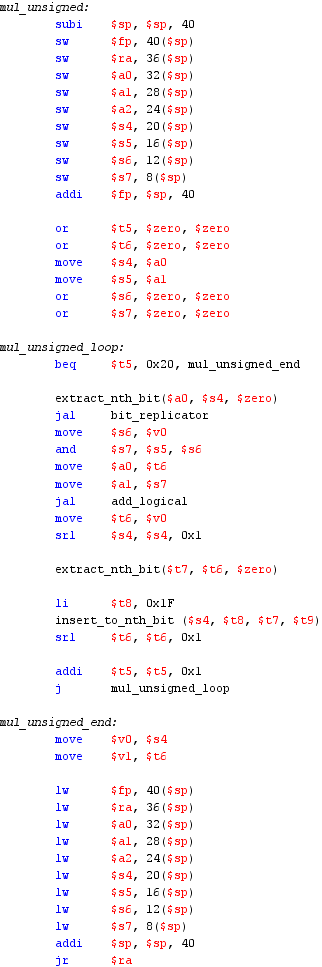 mul_unsigned:
subi $sp, $sp, 40
sw $fp, 40($sp)
sw $ra, 36($sp)
sw $a0, 32($sp)
sw $a1, 28($sp)
sw $a2, 24($sp)
sw $s4, 20($sp)
sw $s5, 16($sp)
sw $s6, 12($sp)
sw $s7, 8($sp)
addi $fp, $sp, 40
or $t5, $zero, $zero
or $t6, $zero, $zero
move $s4, $a0
move $s5, $a1
or $s6, $zero, $zero
or $s7, $zero, $zero
mul_unsigned_loop:
beq $t5, 0x20, mul_unsigned_end
extract_nth_bit($a0, $s4, $zero)
jal bit_replicator
move $s6, $v0
and $s7, $s5, $s6
move $a0, $t6
move $a1, $s7
jal add_logical
move $t6, $v0
srl $s4, $s4, 0x1
extract_nth_bit($t7, $t6, $zero)
li $t8, 0x1F
insert_to_nth_bit ($s4, $t8, $t7, $t9)
srl $t6, $t6, 0x1
addi $t5, $t5, 0x1
j mul_unsigned_loop
mul_unsigned_end:
move $v0, $s4
move $v1, $t6
lw $fp, 40($sp)
lw $ra, 36($sp)
lw $a0, 32($sp)
lw $a1, 28($sp)
lw $a2, 24($sp)
lw $s4, 20($sp)
lw $s5, 16($sp)
lw $s6, 12($sp)
lw $s7, 8($sp)
addi $sp, $sp, 40
jr $ra